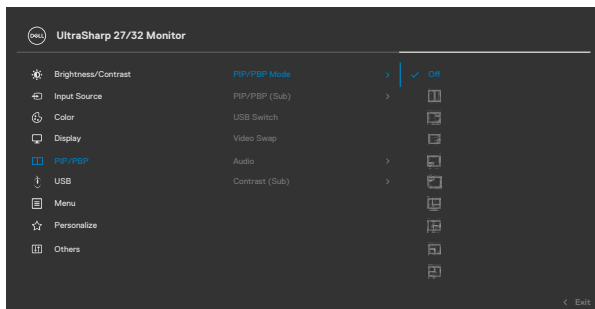 DELL UltraSharp 27/32 Monitor
Brightness/Contrast PIP/PBP Mode Off
Input Source PIP/PBP (Sub)
Color USB Switch
Display Video Swap
PIP/PBP Audio
USB Contrast (Sub)
Menu
Personalize
Others
Exit